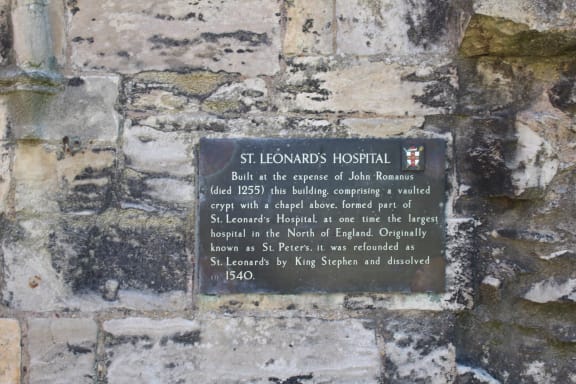 ST. LEONARD'S HOSPITAL
Built at the expense of John Romanus
(died 1255) this building, comprising a vaulted
crypt with a chapel above, formed part of
St. Leonard's Hospital, at one time the largest
hospital in the North of England. Originally
known as St. Peter's, it was refounded as
St. Leonard's by King Stephen and dissolved
in 1540.